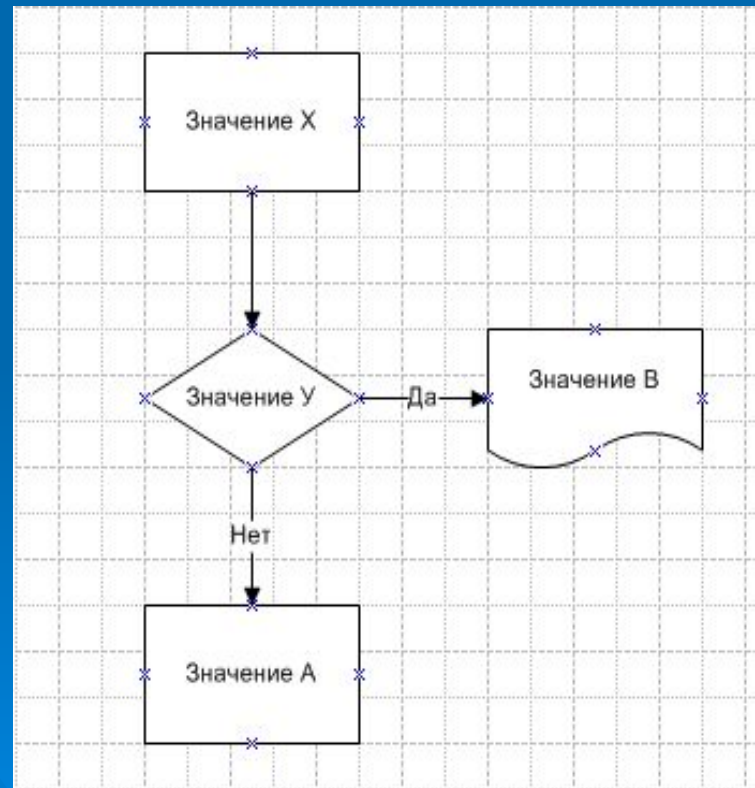 Значение Х
Значение У
Да
Значение В
Нет
Значение А